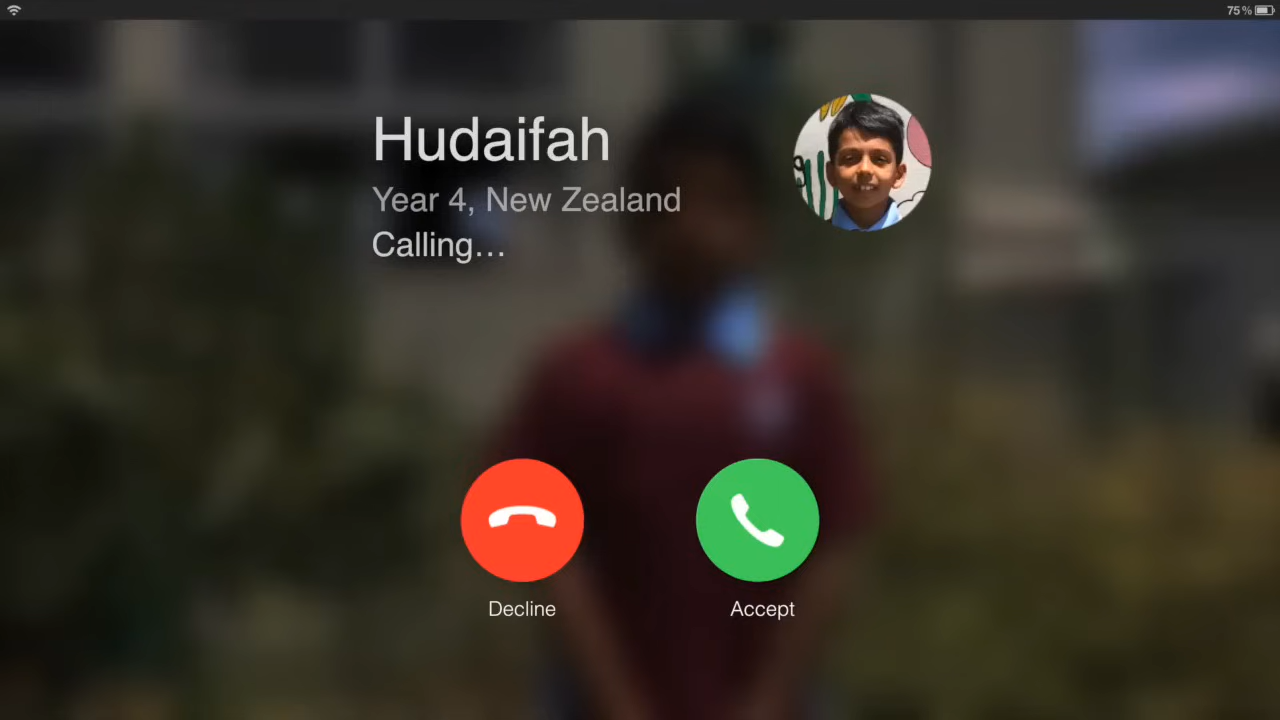 75%
Hudaifah
Year 4, New Zealand
Calling...
Decline
Accept